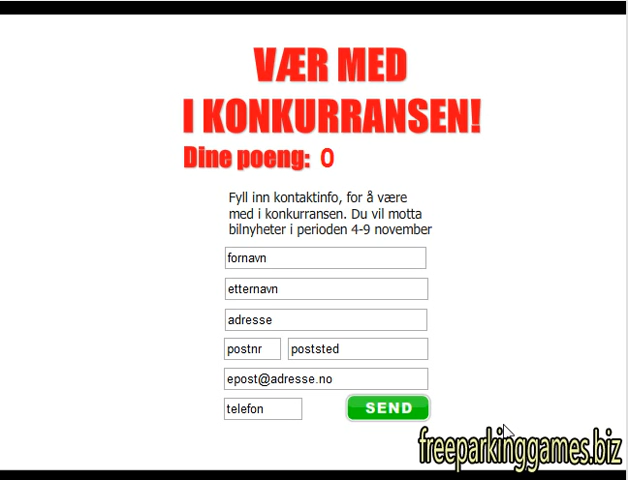 VÆR MED
I KONKURRANSEN!
Dine poeng: 0
Fyll inn kontaktinfo, for å være
med i konkurransen. Du vil motta
bilnyheter i perioden 4-9 november
fornavn
etternavn
adresse
postnr poststed
epost@adresse.no
telefon SEND
freeparkinggames.biz